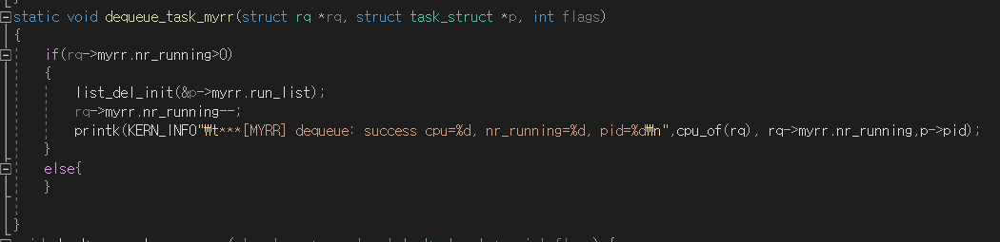 static void dequeue_task_myrr(struct rq *rq, struct task_struct *p, int flags)
{
if(rq->myrr.nr_running>0)
{
list_del_init(&p->myrr.run_list);
rq->myrr.nr_running--;
printk(KERN_INFO"₩t***[MYRR] dequeue: success cpu=%d, nr_running=%d, pid=%d₩n",cpu_of(rq), rq->myrr.nr_running,p->pid);
}
else{
}
}